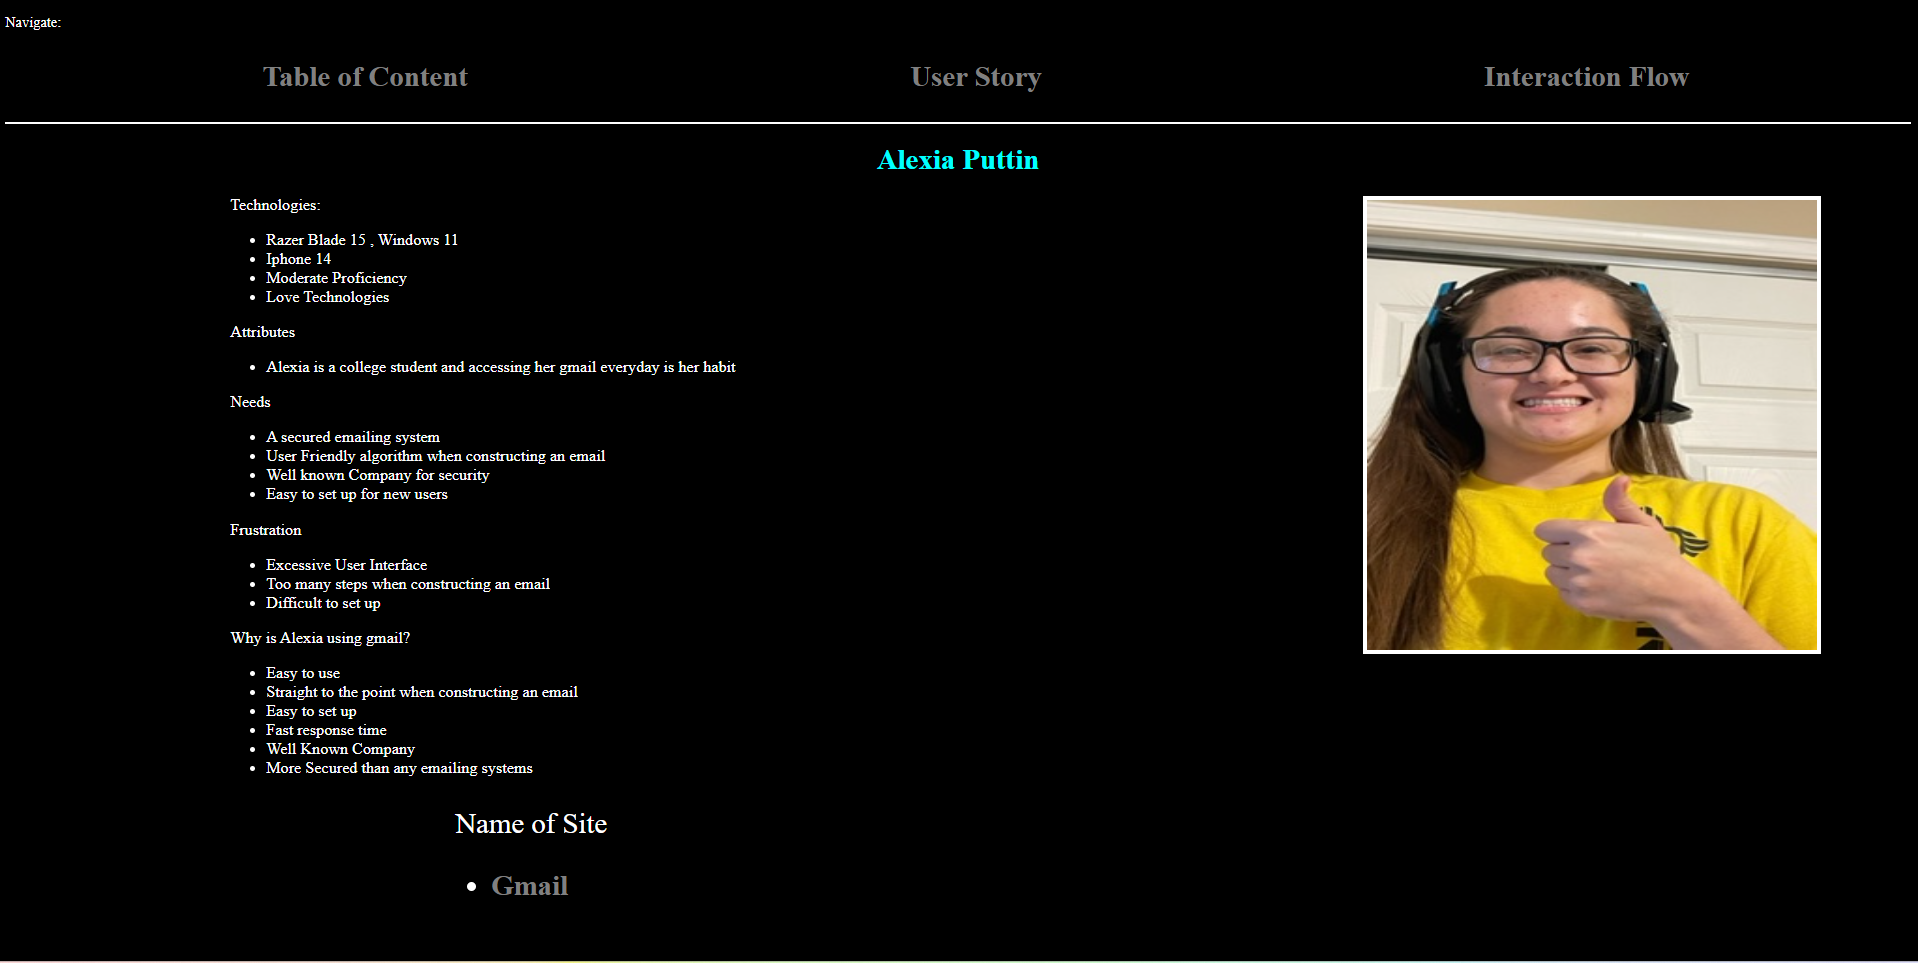 Navigate:
Table of Content
User Story
Interaction Flow
Alexia Puttin
Technologies:
Razer Blade 15 , Windows 11
Iphone 14
Moderate Proficiency
Love Technologies
Attributes
Alexia is a college student and accessing her gmail everyday is her habit
Needs
A secured emailing system
User Friendly algorithm when constructing an email
Well known Company for security
Easy to set up for new users
Frustration
Excessive User Interface
Too many steps when constructing an email
Difficult to set up
Why is Alexia using gmail?
Easy to use
Straight to the point when constructing an email
Easy to set up
Fast response time
Well Known Company
More Secured than any emailing systems
Name of Site
Gmail